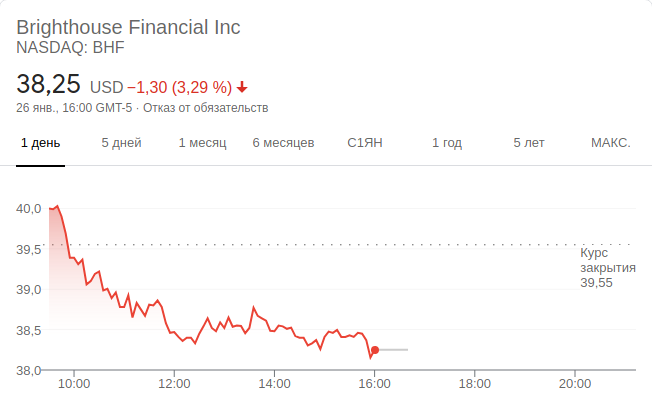 Brighthouse Financial Inc
NASDAQ: BHF
38,25 USD −1,30 (3,29 %)
26 янв., 16:00 GMT-5 · Отказ от обязательств
1 день 5 дней 1 месяц 6 месяцев С1ЯН 1 год 5 лет МАКС.
40,0
39,5
Курс
закрытия
39,55
39,0
38,5
38,0
10:00 12:00 14:00 16:00 18:00 20:00